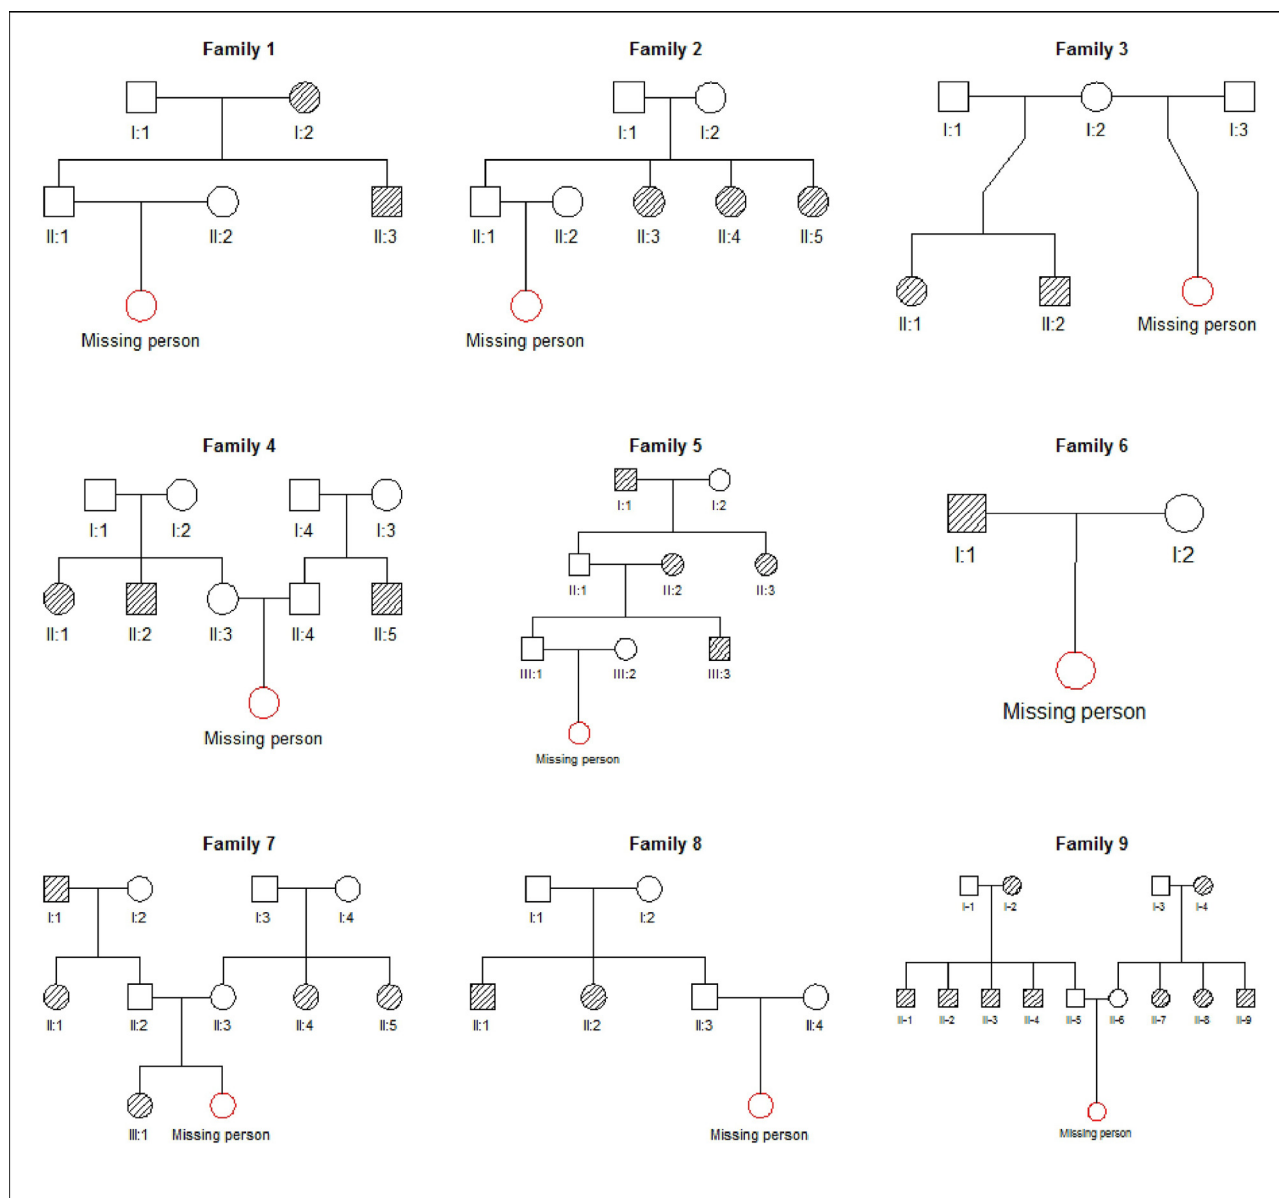 Family 1
I:1
I:2
II:1
II:2
II:3
Missing person
Family 2
I:1
I:2
II:1
II:2
II:3
II:4
II:5
Missing person
Family 3
I:1
I:2
I:3
II:1
II:2
Missing person
Family 4
I:1
I:2
I:4
I:3
II:1
II:2
II:3
II:4
II:5
Missing person
Family 5
I:1
I:2
II:1
II:2
II:3
III:1
III:2
III:3
Missing person
Family 6
I:1
I:2
Missing person
Family 7
I:1
I:2
I:3
I:4
II:1
II:2
II:3
II:4
II:5
III:1
Missing person
Family 8
I:1
I:2
II:1
II:2
II:3
II:4
Missing person
Family 9
I-1
I-2
I-3
I-4
II-1
II-2
II-3
II-4
II-5
II-6
II-7
II-8
II-9
Missing person